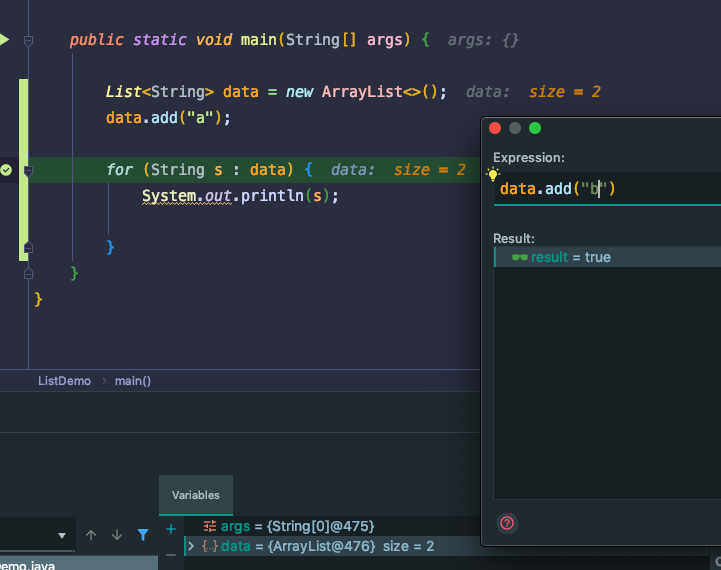 public static void main(String[] args) {  args: {}
List<String> data = new ArrayList<>();  data:  size = 2
data.add("a");
for (String s : data) {  data:  size = 2
System.out.println(s);
}
}
}
Expression:
data.add("b")
Result:
result = true
ListDemo > main()
Variables
args = {String[0]@475}
data = {ArrayList@476}  size = 2
Demo.java